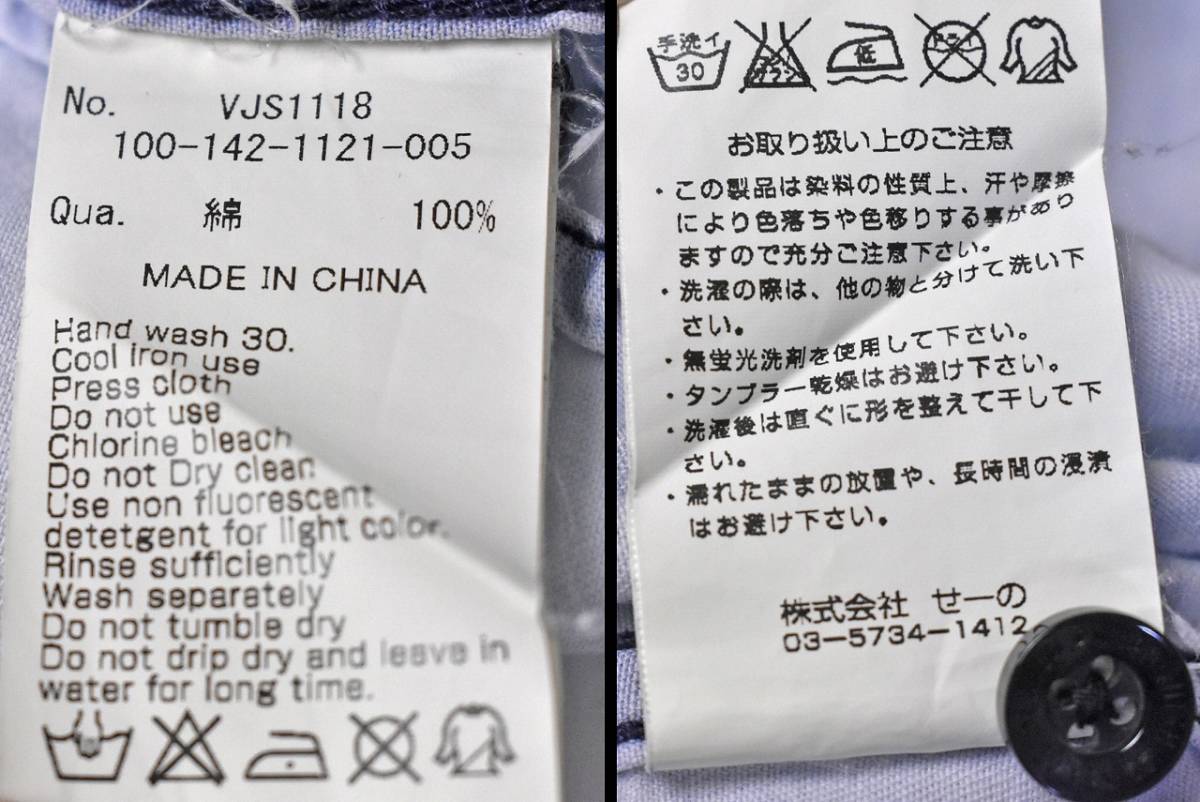 No. VJS1118
100-142-1121-005
Qua. 綿 100%
MADE IN CHINA
Hand wash 30.
Cool iron use
Press cloth
Do not use
Chlorine bleach
Do not Dry clean
Use non fluorescent
detetgent for light color.
Rinse sufficiently
Wash separately
Do not tumble dry
Do not drip dry and leave in
water for long time.
手洗イ
30
低
お取り扱い上のご注意
・この製品は染料の性質上、汗や摩擦
により色落ちや色移りする事があり
ますので充分ご注意下さい。
・洗濯の際は、他の物と分けて洗い下
さい。
・無蛍光洗剤を使用して下さい。
・タンブラー乾燥はお避け下さい。
・洗濯後は直ぐに形を整えて干して下
さい。
・濡れたままの放置や、長時間の浸漬
はお避け下さい。
株式会社 せーの
03-5734-1412